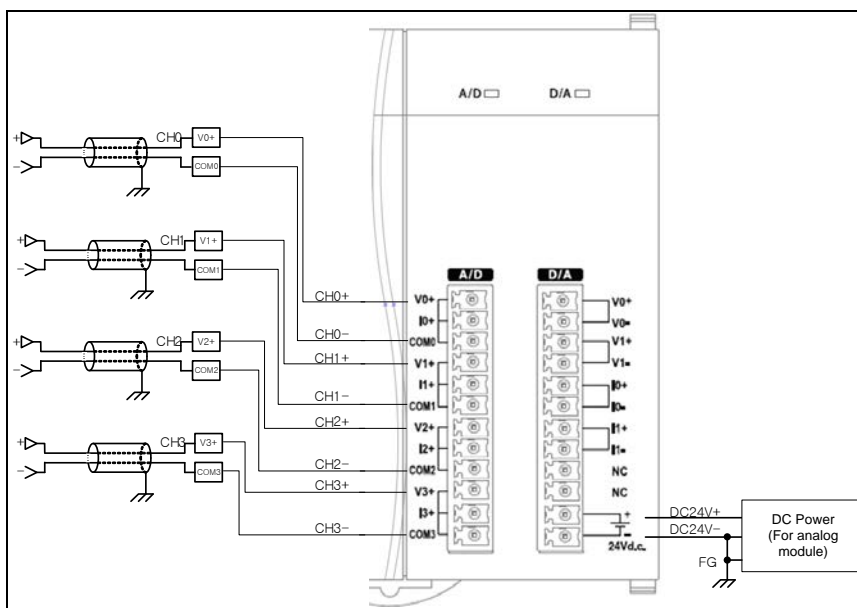 A/D
D/A
+
CH0
V0+
-
COM0
+
CH1
V1+
-
COM1
+
CH2
V2+
-
COM2
+
CH3
V3+
-
COM3
CH0+
CH0-
CH1+
CH1-
CH2+
CH2-
CH3+
CH3-
A/D
V0+
I0+
COM0
V1+
I1+
COM1
V2+
I2+
COM2
V3+
I3+
COM3
D/A
V0+
V0-
V1+
V1-
I0+
I0-
I1+
I1-
NC
NC
+
-
24Vd.c.
DC24V+
DC24V-
FG
DC Power
(For analog
module)